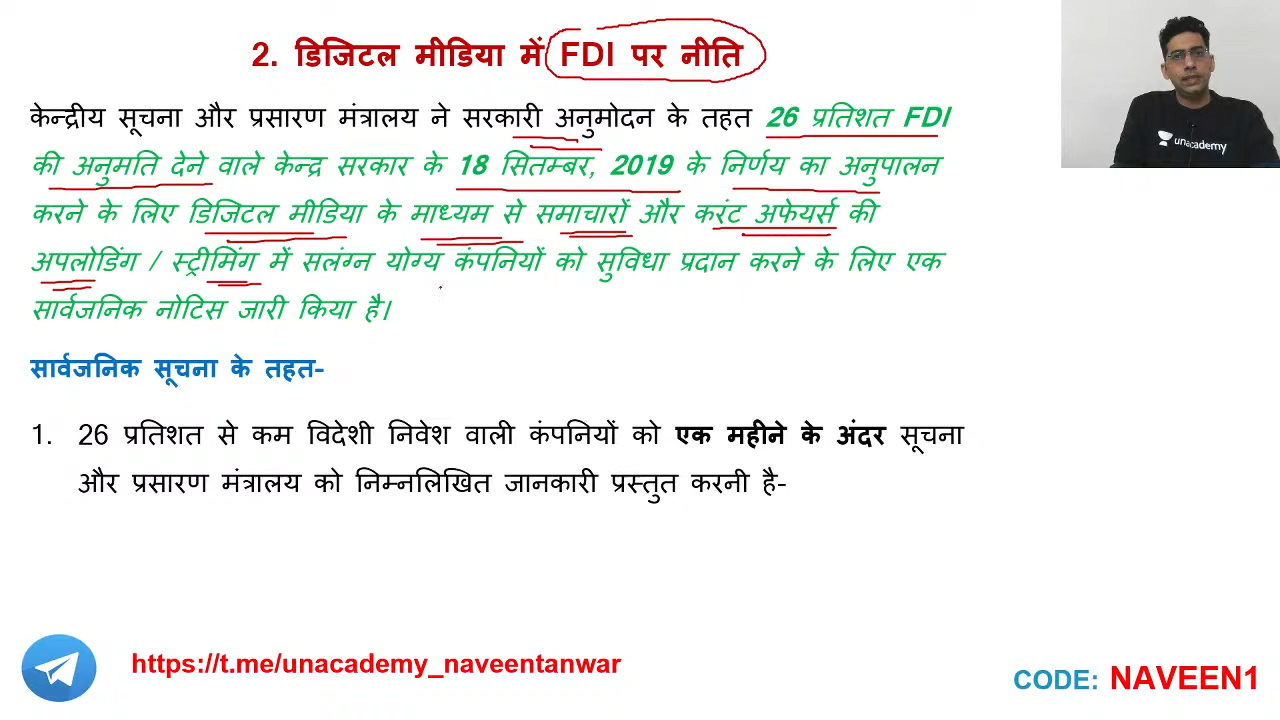 2. डिजिटल मीडिया में FDI पर नीति
केन्द्रीय सूचना और प्रसारण मंत्रालय ने सरकारी अनुमोदन के तहत 26 प्रतिशत FDI
की अनुमति देने वाले केन्द्र सरकार के 18 सितम्बर, 2019 के निर्णय का अनुपालन
करने के लिए डिजिटल मीडिया के माध्यम से समाचारों और करंट अफेयर्स की
अपलोडिंग / स्ट्रीमिंग में सलंग्न योग्य कंपनियों को सुविधा प्रदान करने के लिए एक
सार्वजनिक नोटिस जारी किया है।
सार्वजनिक सूचना के तहत-
1. 26 प्रतिशत से कम विदेशी निवेश वाली कंपनियों को एक महीने के अंदर सूचना
और प्रसारण मंत्रालय को निम्नलिखित जानकारी प्रस्तुत करनी है-
unacademy
https://t.me/unacademy_naveentanwar
CODE: NAVEEN1